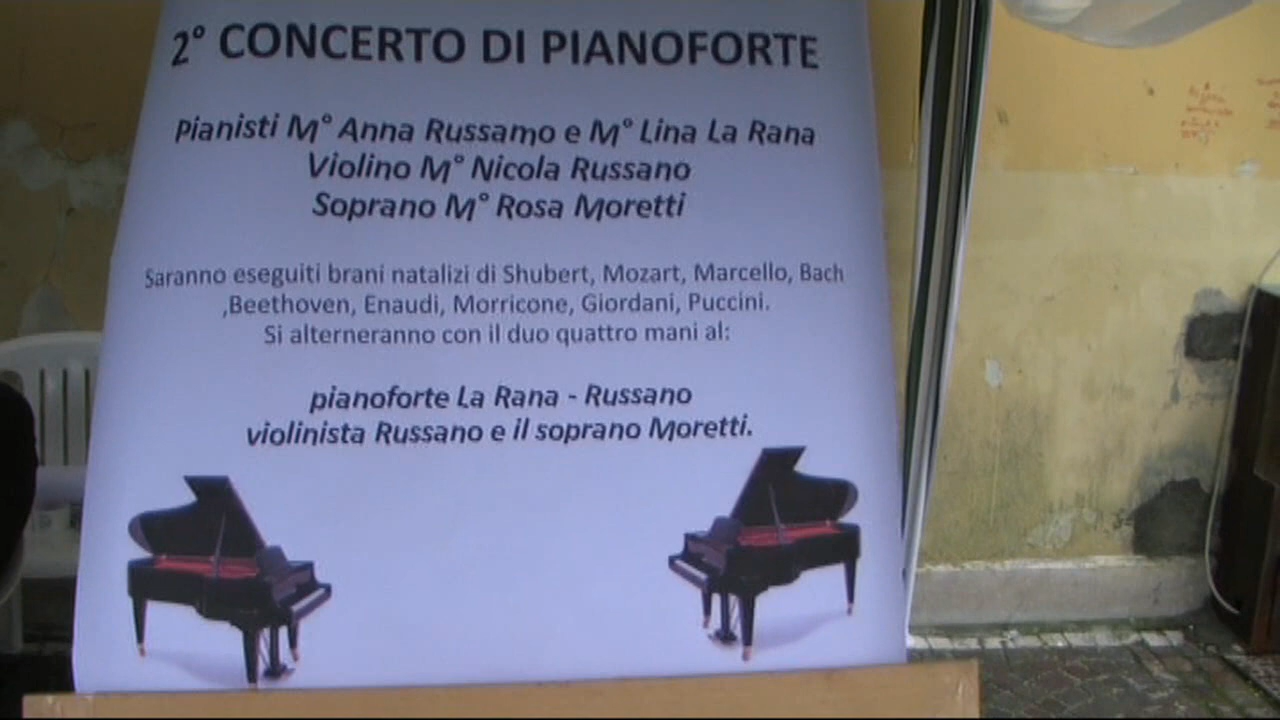 2° CONCERTO DI PIANOFORTE
Pianisti M° Anna Russamo e M° Lina La Rana
Violino M° Nicola Russano
Soprano M° Rosa Moretti
Saranno eseguiti brani natalizi di Shubert, Mozart, Marcello, Bach
,Beethoven, Enaudi, Morricone, Giordani, Puccini.
Si alterneranno con il duo quattro mani al:
pianoforte La Rana - Russano
violinista Russano e il soprano Moretti.